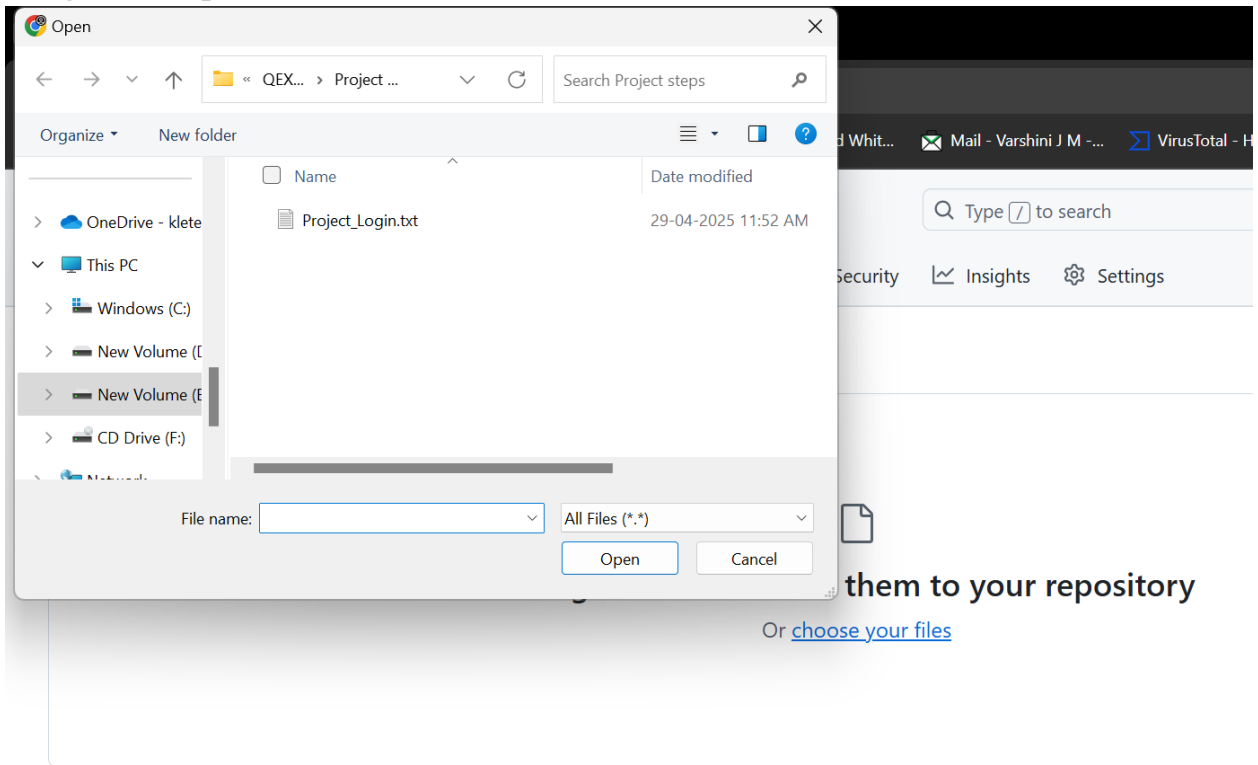 Open
« QEX... › Project ...
Search Project steps
Organize
New folder
Name
Date modified
Project_Login.txt
29-04-2025 11:52 AM
OneDrive - klete
This PC
Windows (C:)
New Volume (D
New Volume (E
CD Drive (F:)
Network
File name:
All Files (*.*)
Open
Cancel
d Whit...
Mail - Varshini J M -...
VirusTotal - H
Type / to search
Security
Insights
Settings
them to your repository
Or choose your files